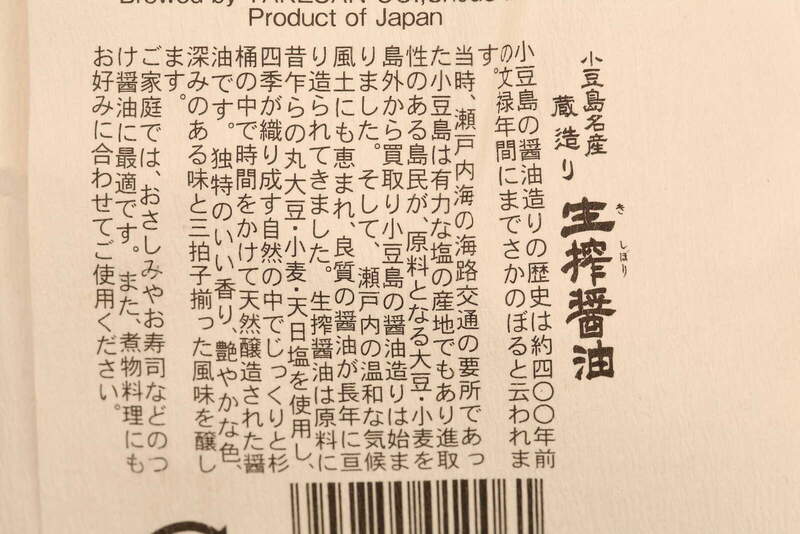 Product of Japan
小豆島名産
蔵造り
生搾醤油
き しぼり
小豆島の醤油造りの歴史は約四〇〇年前
の文禄年間にまでさかのぼると云われま
す。
当時、瀬戸内海の海路交通の要所であっ
た小豆島は有力な塩の産地でもあり進取
性のある島民が、原料となる大豆・小麦を
島外から買取り小豆島の醤油造りは始ま
りました。そして、瀬戸内の温和な気候
風土にも恵まれ、良質の醤油が長年に亘
り造られてきました。生搾醤油は原料に
昔乍らの丸大豆・小麦・天日塩を使用し、
四季が織り成す自然の中でじっくりと杉
桶の中で時間をかけて天然醸造された醤
油です。独特のいい香り、艶やかな色、
深みのある味と三拍子揃った風味を醸し
ます。
ご家庭では、おさしみやお寿司などのつ
け醤油に最適です。また、煮物料理にも
お好みに合わせてご使用ください。